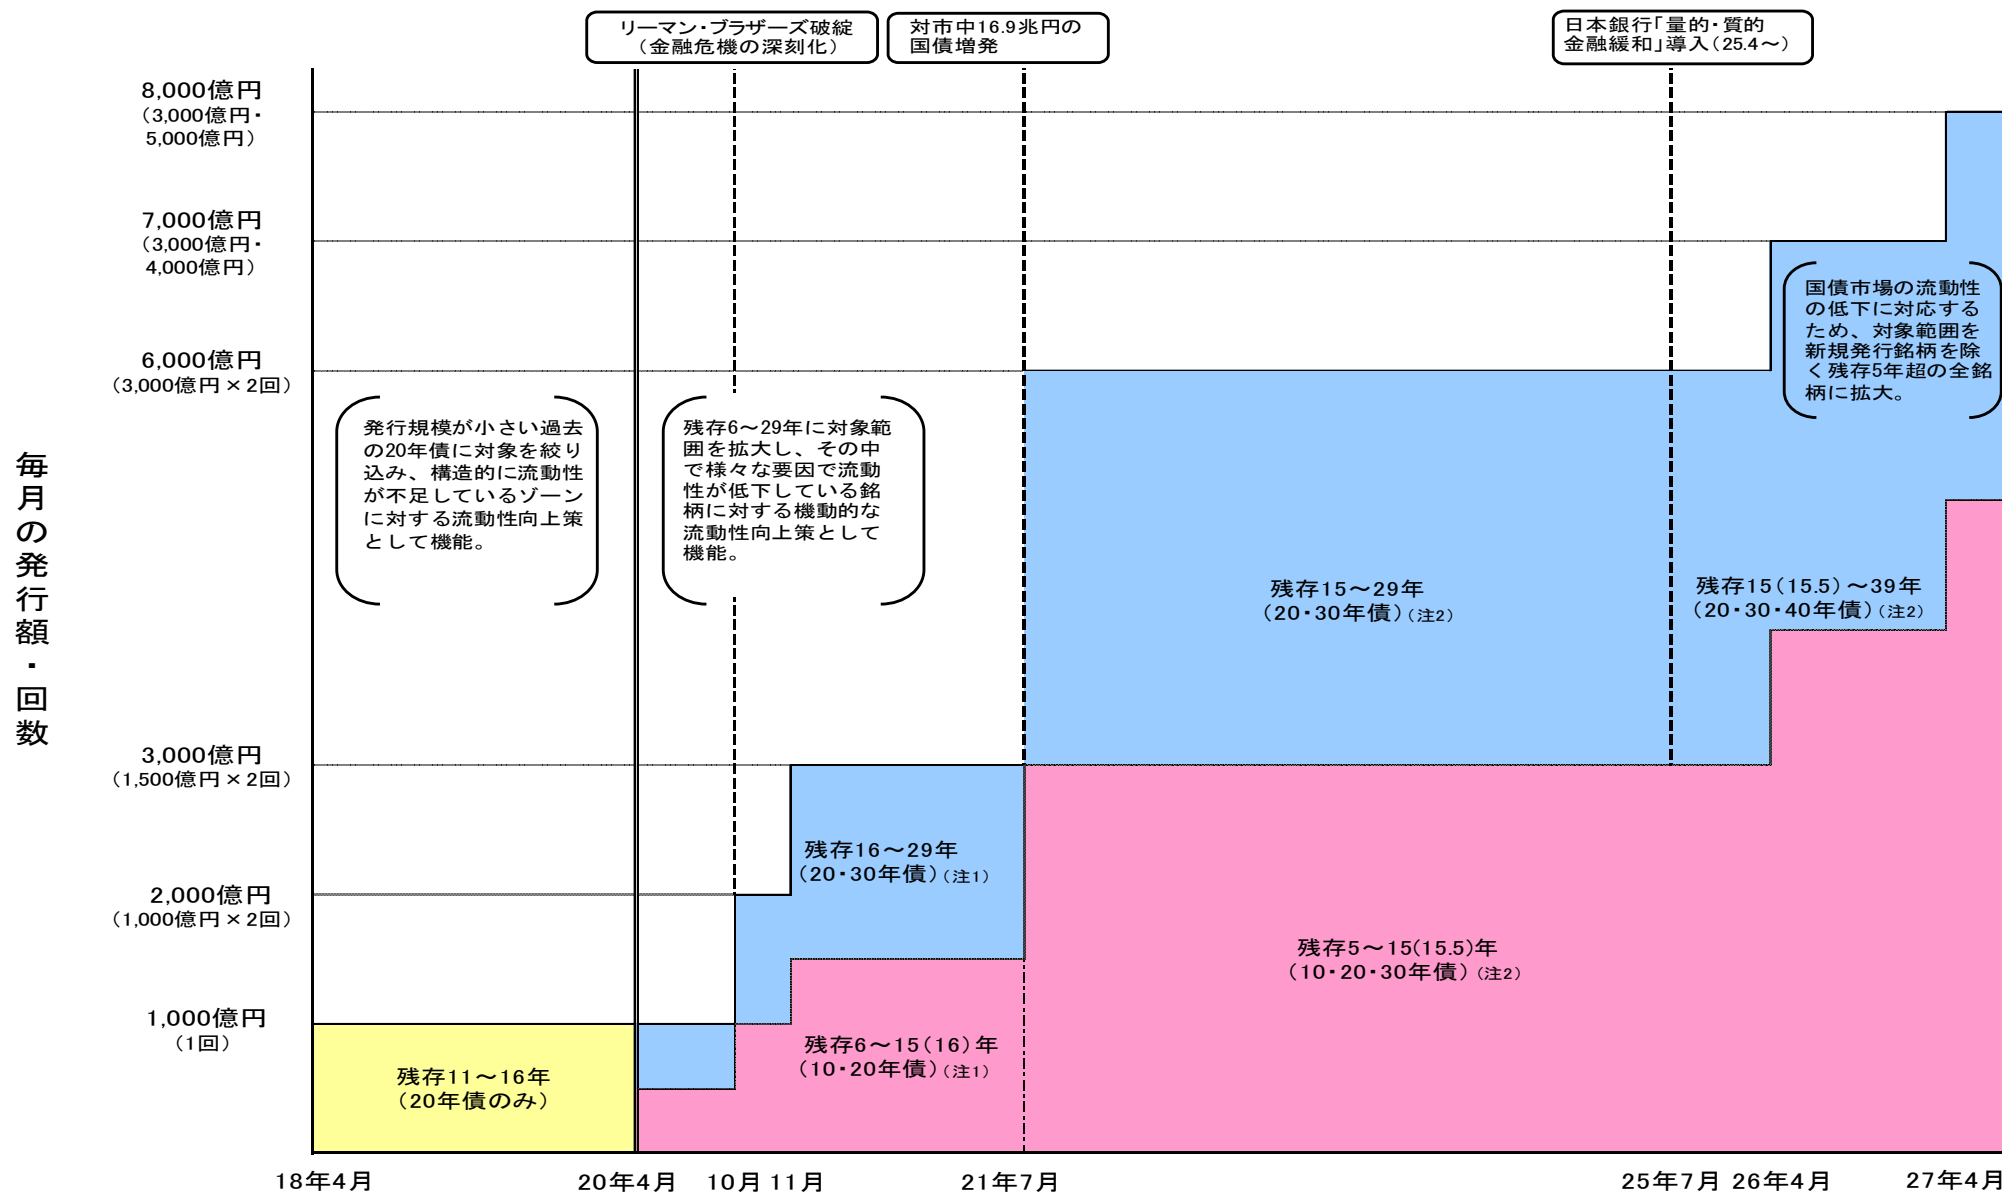 リーマン・ブラザーズ破綻
（金融危機の深刻化）
対市中16.9兆円の
国債増発
日本銀行「量的・質的
金融緩和」導入（25.4～）
毎月の発行額・回数
8,000億円
（3,000億円・
5,000億円）
7,000億円
（3,000億円・
4,000億円）
6,000億円
（3,000億円×2回）
3,000億円
（1,500億円×2回）
2,000億円
（1,000億円×2回）
1,000億円
（1回）
発行規模が小さい過去
の20年債に対象を絞り
込み、構造的に流動性
が不足しているゾーン
に対する流動性向上策
として機能。
残存6～29年に対象範
囲を拡大し、その中
で様々な要因で流動
性が低下している銘
柄に対する機動的な
流動性向上策として
機能。
国債市場の流動性
の低下に対応する
ため、対象範囲を
新規発行銘柄を除
く残存5年超の全銘
柄に拡大。
残存15～29年
（20・30年債）（注2）
残存15（15.5）～39年
（20・30・40年債）（注2）
残存16～29年
（20・30年債）（注1）
残存5～15(15.5)年
（10・20・30年債）（注2）
残存6～15（16）年
（10・20年債）（注1）
残存11～16年
（20年債のみ）
18年4月
20年4月
10月
11月
21年7月
25年7月
26年4月
27年4月